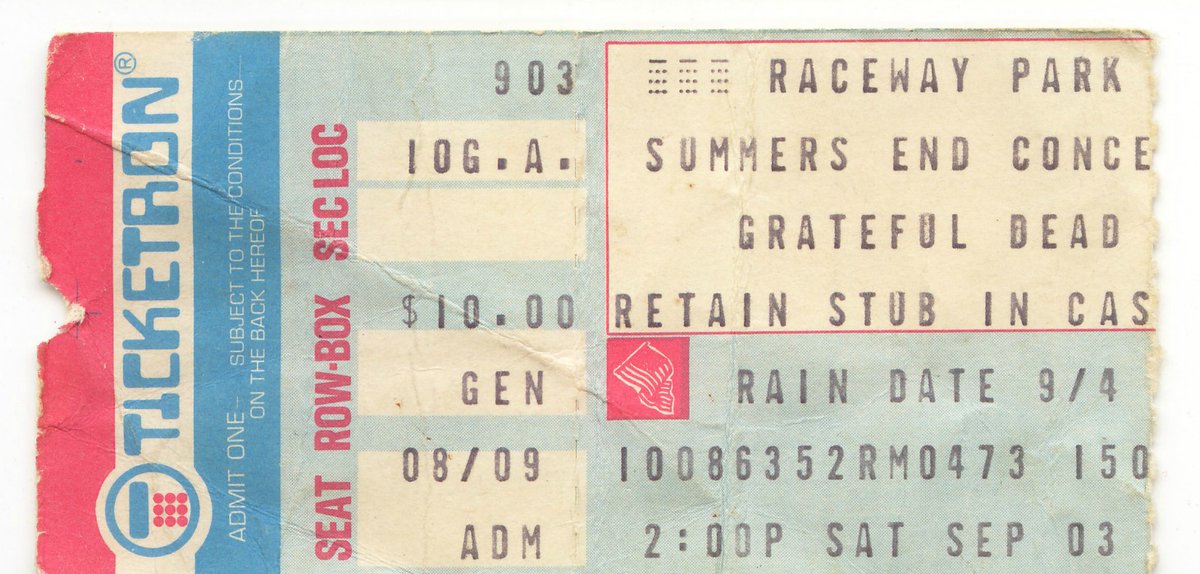 TICKETRON®
ADMIT ONE— SUBJECT TO THE CONDITIONS—
ON THE BACK HEREOF
SEAT ROW-BOX SEC LOC
903
10G.A.
$10.00
GEN
08/09
ADM
RACEWAY PARK
SUMMERS END CONCE
GRATEFUL DEAD
RETAIN STUB IN CAS
RAIN DATE 9/4
10086352RM0473 150
2:00P SAT SEP 03